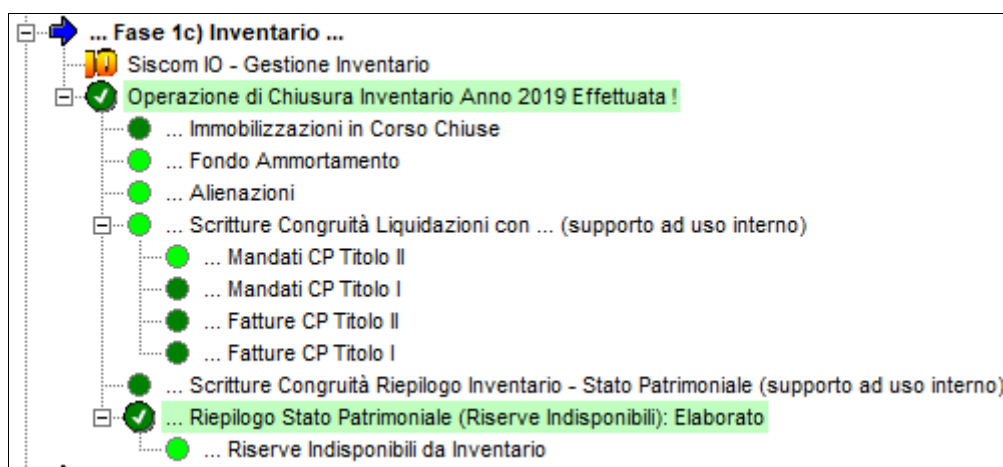 ... Fase 1c) Inventario ...
Siscom IO - Gestione Inventario
Operazione di Chiusura Inventario Anno 2019 Effettuata !
... Immobilizzazioni in Corso Chiuse
... Fondo Ammortamento
... Alienazioni
... Scritture Congruità Liquidazioni con ... (supporto ad uso interno)
... Mandati CP Titolo II
... Mandati CP Titolo I
... Fatture CP Titolo II
... Fatture CP Titolo I
... Scritture Congruità Riepilogo Inventario - Stato Patrimoniale (supporto ad uso interno)
... Riepilogo Stato Patrimoniale (Riserve Indisponibili): Elaborato
... Riserve Indisponibili da Inventario